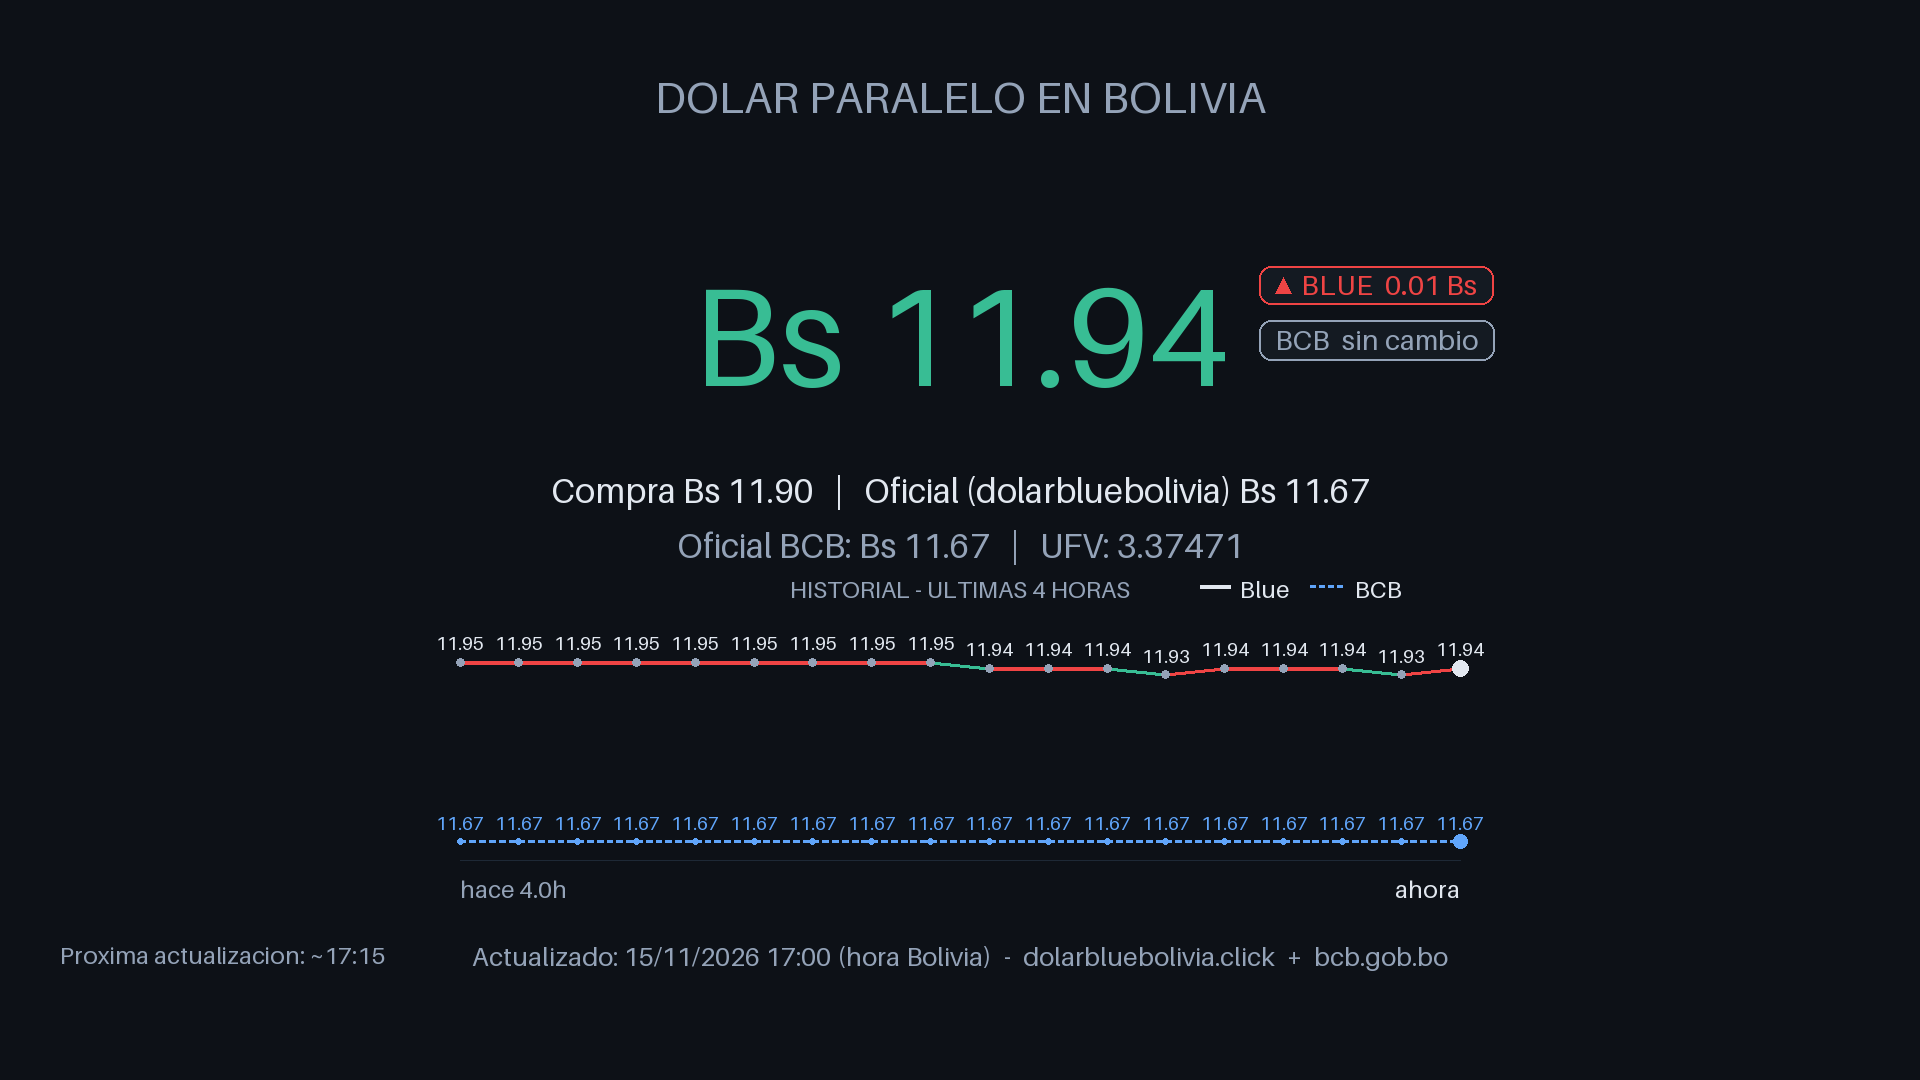 DOLAR PARALELO EN BOLIVIA
Bs 11.94
▲ BLUE 0.01 Bs
BCB sin cambio
Compra Bs 11.90 | Oficial (dolarbluebolivia) Bs 11.67
Oficial BCB: Bs 11.67 | UFV: 3.37471
HISTORIAL - ULTIMAS 4 HORAS Blue BCB
11.95 11.95 11.95 11.95 11.95 11.95 11.95 11.95 11.95 11.94 11.94 11.94 11.93 11.94 11.94 11.94 11.93 11.94
11.67 11.67 11.67 11.67 11.67 11.67 11.67 11.67 11.67 11.67 11.67 11.67 11.67 11.67 11.67 11.67 11.67 11.67
hace 4.0h ahora
Proxima actualizacion: ~17:15
Actualizado: 15/11/2026 17:00 (hora Bolivia) - dolarbluebolivia.click + bcb.gob.bo